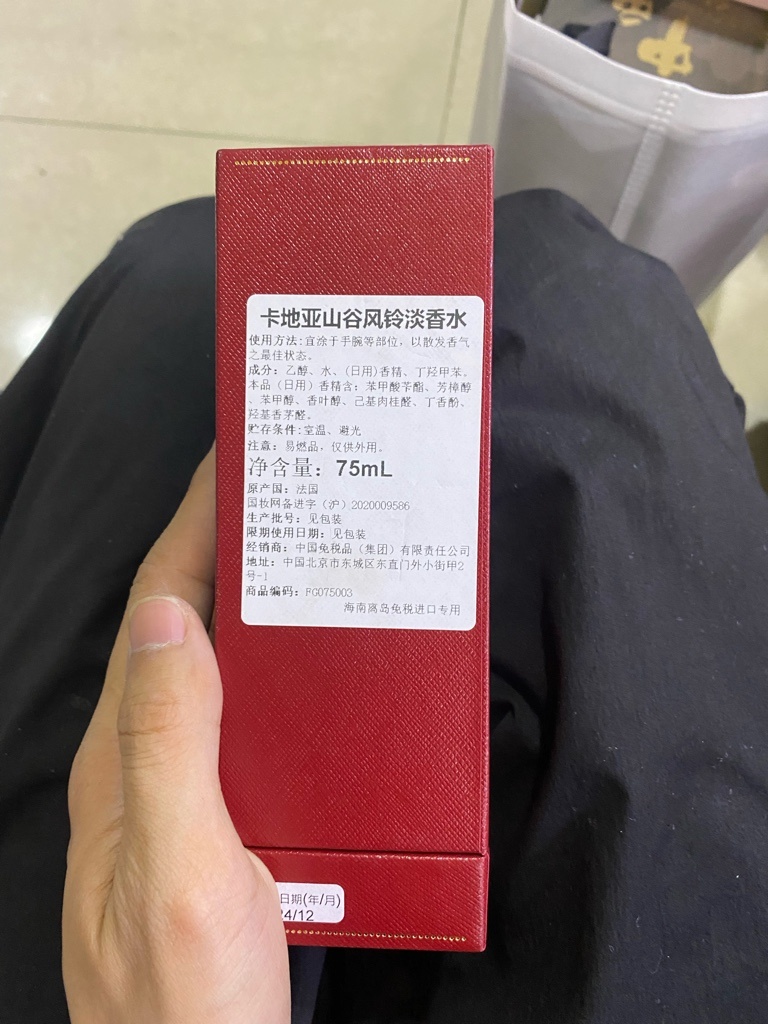 卡地亚山谷风铃淡香水
使用方法:宜涂于手腕等部位，以散发香气
之最佳状态。
成分：乙醇、水、(日用)香精、丁羟甲苯。
本品（日用）香精含：苯甲酸苄酯、芳樟醇
、苯甲醇、香叶醇、己基肉桂醛、丁香酚、
羟基香茅醛。
贮存条件:室温、避光
注意：易燃品，仅供外用。
净含量：75mL
原产国：法国
国妆网备进字（沪）2020009586
生产批号：见包装
限期使用日期：见包装
经销商：中国免税品（集团）有限责任公司
地址：中国北京市东城区东直门外小街甲2
号-1
商品编码：FG075003
海南离岛免税进口专用
日期(年/月)
24/12